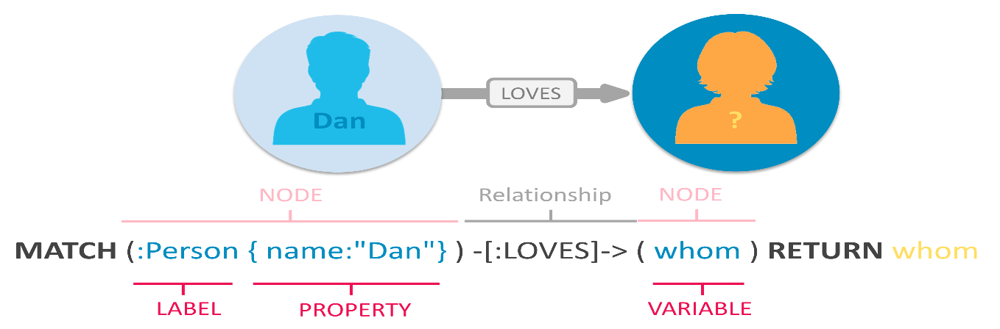 LOVES
Dan
?
NODE Relationship NODE
MATCH (:Person { name:"Dan"} ) -[:LOVES]-> ( whom ) RETURN whom
LABEL PROPERTY VARIABLE